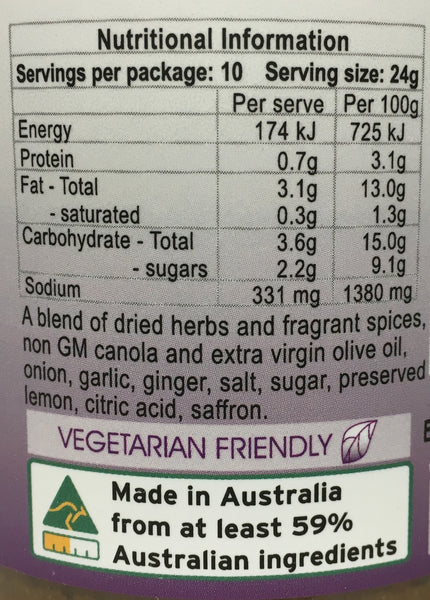 Nutritional Information
Servings per package: 10 Serving size: 24g
Per serve Per 100g
Energy 174 kJ 725 kJ
Protein 0.7g 3.1g
Fat - Total 3.1g 13.0g
- saturated 0.3g 1.3g
Carbohydrate - Total 3.6g 15.0g
- sugars 2.2g 9.1g
Sodium 331 mg 1380 mg
A blend of dried herbs and fragrant spices,
non GM canola and extra virgin olive oil,
onion, garlic, ginger, salt, sugar, preserved
lemon, citric acid, saffron.
VEGETARIAN FRIENDLY
Made in Australia
from at least 59%
Australian ingredients